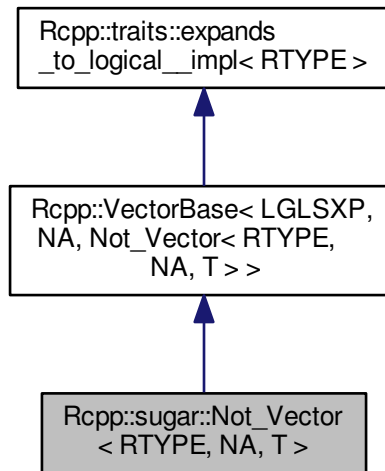 Rcpp::traits::expands
_to_logical__impl< RTYPE >
Rcpp::VectorBase< LGLSXP,
NA, Not_Vector< RTYPE,
NA, T > >
Rcpp::sugar::Not_Vector
< RTYPE, NA, T >